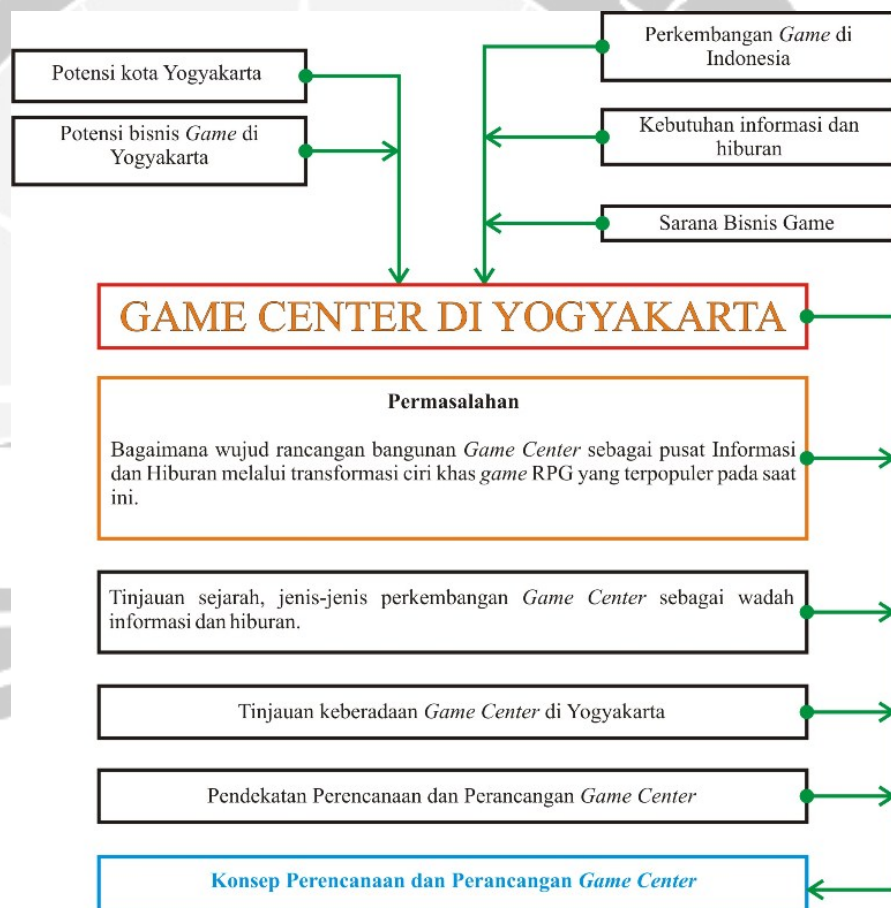 Potensi kota Yogyakarta
Potensi bisnis Game di
Yogyakarta
Perkembangan Game di
Indonesia
Kebutuhan informasi dan
hiburan
Sarana Bisnis Game
GAME CENTER DI YOGYAKARTA
Permasalahan
Bagaimana wujud rancangan bangunan Game Center sebagai pusat Informasi
dan Hiburan melalui transformasi ciri khas game RPG yang terpopuler pada saat
ini.
Tinjauan sejarah, jenis-jenis perkembangan Game Center sebagai wadah
informasi dan hiburan.
Tinjauan keberadaan Game Center di Yogyakarta
Pendekatan Perencanaan dan Perancangan Game Center
Konsep Perencanaan dan Perancangan Game Center